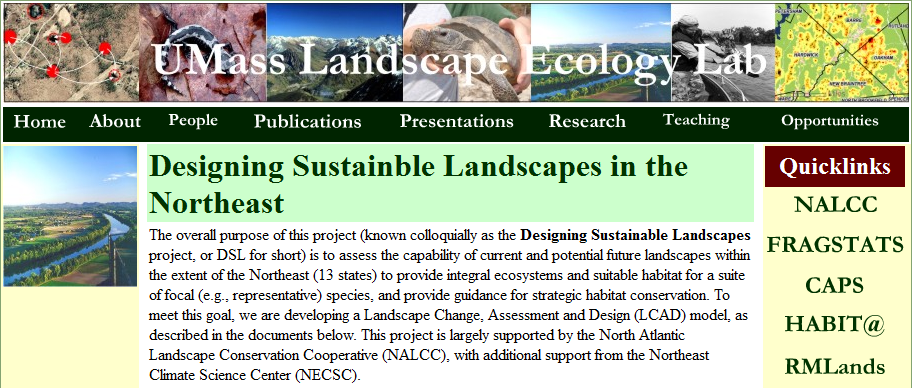 UMass Landscape Ecology Lab
PETERSHAM
BARRE
RUTLAND
HARDWICK
OAKHAM
NEW BRAINTREE
NORTH BROOKFIELD
SPENCER
Home About People Publications Presentations Research Teaching Opportunities
Designing Sustainble Landscapes in the
Northeast
The overall purpose of this project (known colloquially as the Designing Sustainable Landscapes
project, or DSL for short) is to assess the capability of current and potential future landscapes within
the extent of the Northeast (13 states) to provide integral ecosystems and suitable habitat for a suite
of focal (e.g., representative) species, and provide guidance for strategic habitat conservation. To
meet this goal, we are developing a Landscape Change, Assessment and Design (LCAD) model, as
described in the documents below. This project is largely supported by the North Atlantic
Landscape Conservation Cooperative (NALCC), with additional support from the Northeast
Climate Science Center (NECSC).
Quicklinks
NALCC
FRAGSTATS
CAPS
HABIT@
RMLands